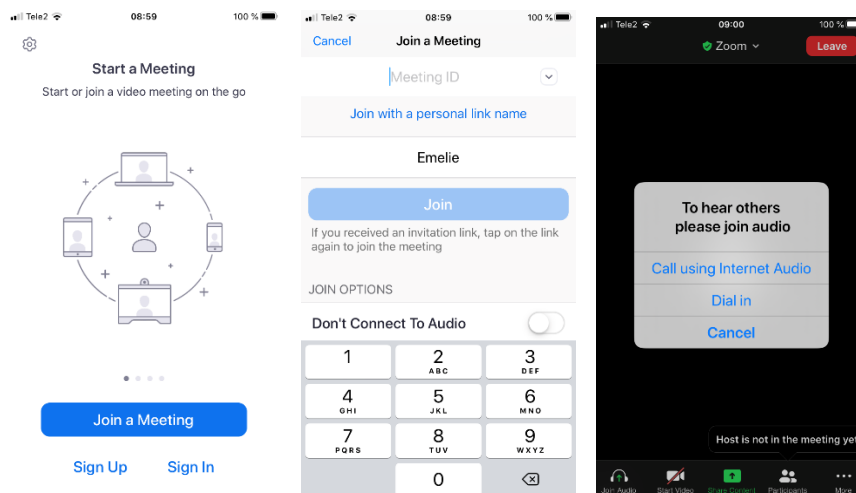 Tele2 08:59 100 %
Start a Meeting
Start or join a video meeting on the go
Join a Meeting
Sign Up Sign In
Tele2 08:59 100 %
Cancel Join a Meeting
Meeting ID
Join with a personal link name
Emelie
Join
If you received an invitation link, tap on the link
again to join the meeting
JOIN OPTIONS
Don't Connect To Audio
1 2 3
ABC DEF
4 5 6
GHI JKL MNO
7 8 9
PQRS TUV WXYZ
0
Tele2 09:00 100 %
Zoom Leave
To hear others
please join audio
Call using Internet Audio
Dial in
Cancel
Host is not in the meeting yet
Join Audio Start Video Share Content Participants More